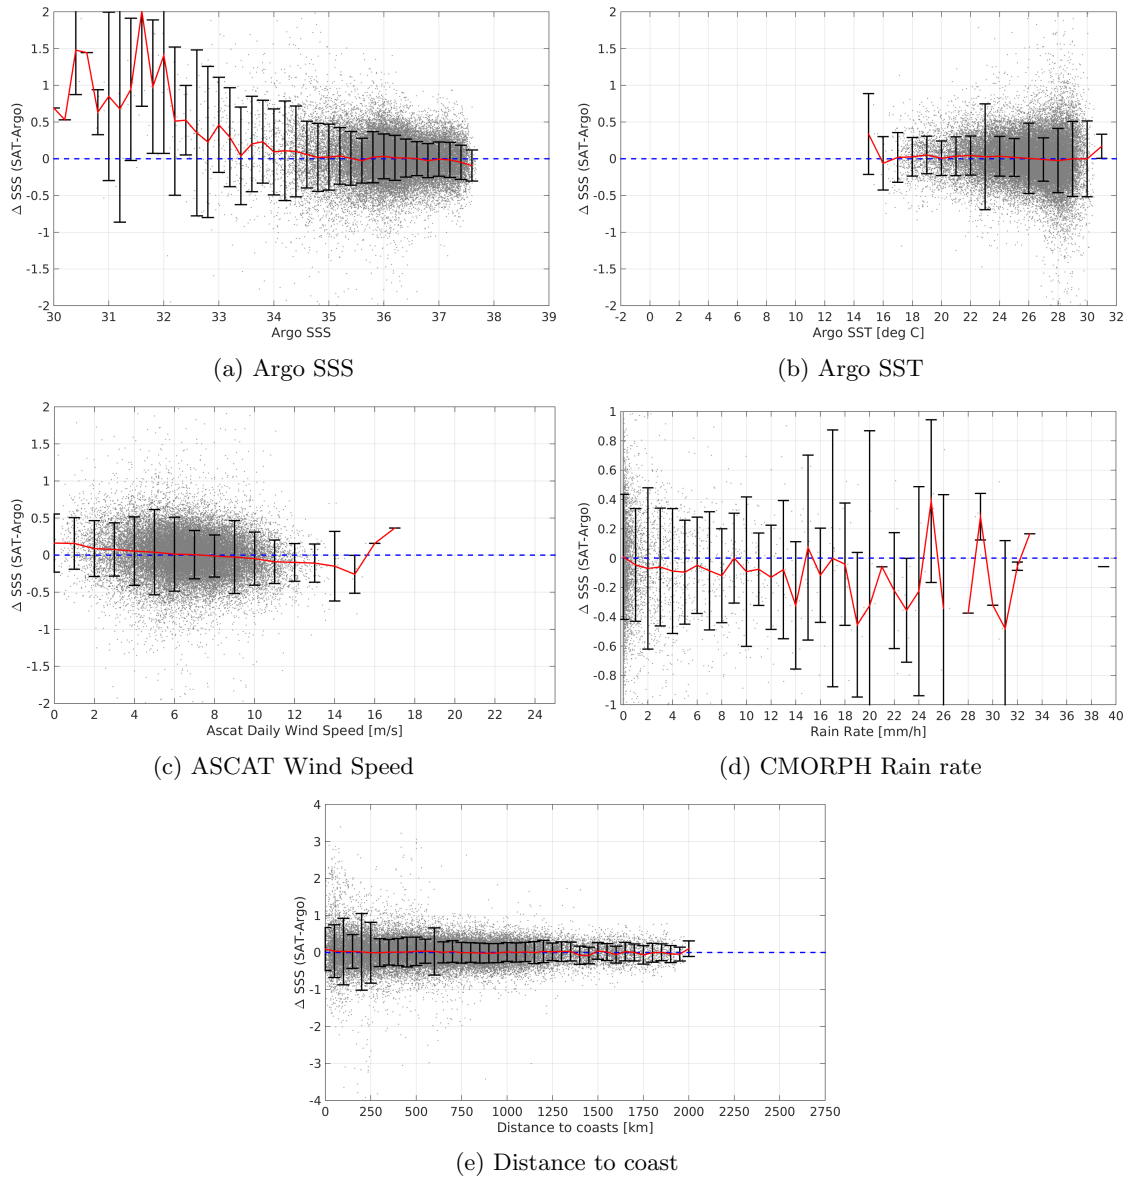 2
1.5
1
0.5
0
-0.5
-1
-1.5
-2
Δ SSS (SAT-Argo)
30 31 32 33 34 35 36 37 38 39
Argo SSS
(a) Argo SSS
2
1.5
1
0.5
0
-0.5
-1
-1.5
-2
Δ SSS (SAT-Argo)
-2 0 2 4 6 8 10 12 14 16 18 20 22 24 26 28 30 32
Argo SST [deg C]
(b) Argo SST
2
1.5
1
0.5
0
-0.5
-1
-1.5
-2
Δ SSS (SAT-Argo)
0 2 4 6 8 10 12 14 16 18 20 22 24
Ascat Daily Wind Speed [m/s]
(c) ASCAT Wind Speed
1
0.8
0.6
0.4
0.2
0
-0.2
-0.4
-0.6
-0.8
-1
Δ SSS (SAT-Argo)
0 2 4 6 8 10 12 14 16 18 20 22 24 26 28 30 32 34 36 38 40
Rain Rate [mm/h]
(d) CMORPH Rain rate
4
3
2
1
0
-1
-2
-3
-4
Δ SSS (SAT-Argo)
0 250 500 750 1000 1250 1500 1750 2000 2250 2500 2750
Distance to coasts [km]
(e) Distance to coast